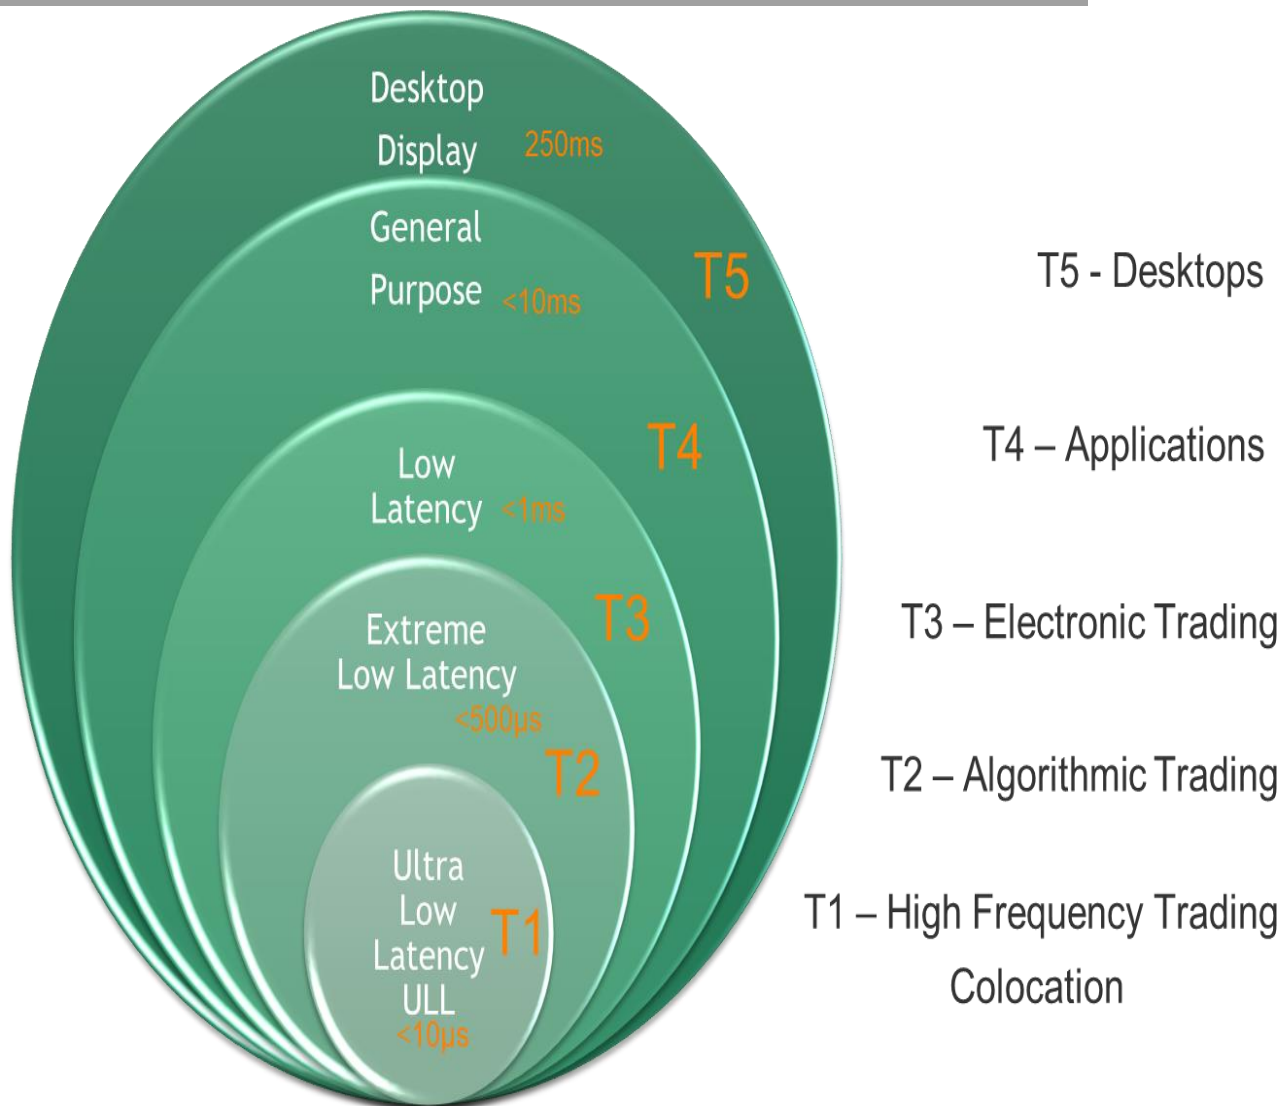 Desktop
Display 250ms
General
Purpose <10ms
T5
T5 - Desktops
Low
Latency <1ms
T4
T4 – Applications
Extreme
Low Latency
<500µs
T3
T3 – Electronic Trading
T2
T2 – Algorithmic Trading
Ultra
Low
Latency
ULL
<10µs
T1
T1 – High Frequency Trading
Colocation